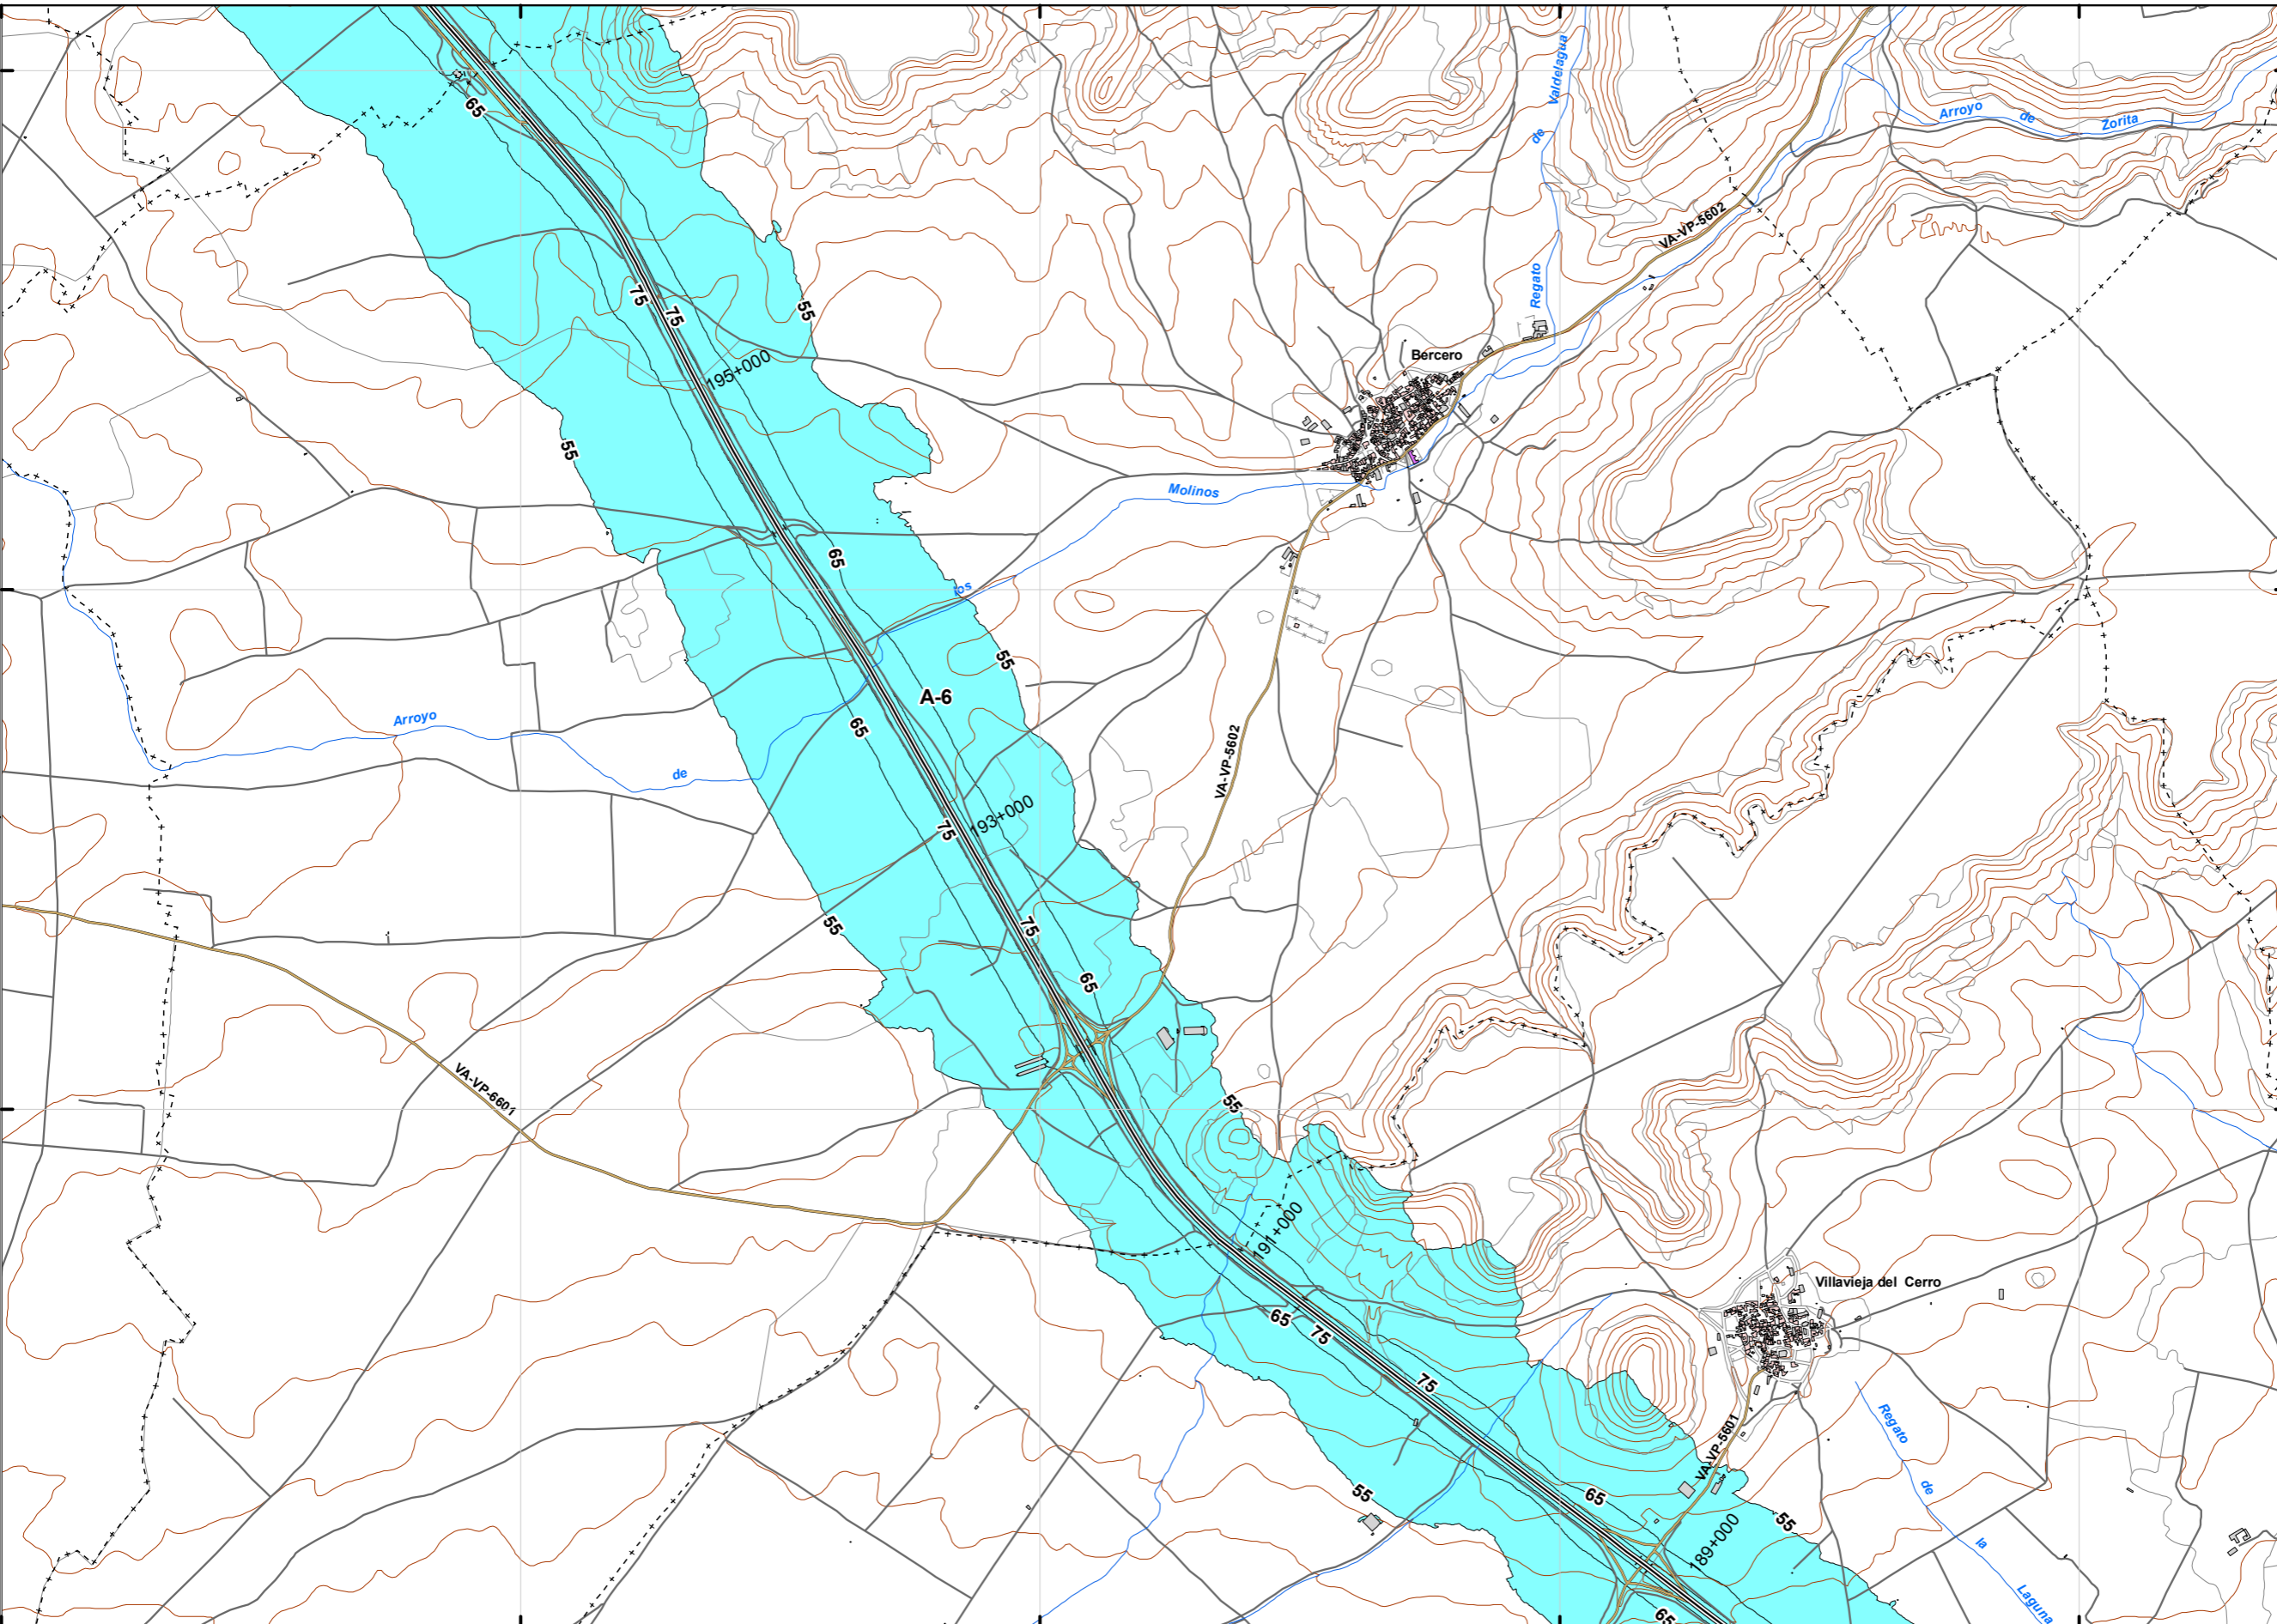 Valdelagua
de
Regato
Arroyo de Zorita
65
VA-VP-5602
75
75
55
195+000
Bercero
55
Molinos
65
los
55
A-6
65
Arroyo
de
VA-VP-5602
193+000
75
55
75
65
VA-VP-6601
55
191+000
Villavieja del Cerro
65
75
75
VA-VP-5601
Regato
de
la
Laguna
55
65
55
189+000
65